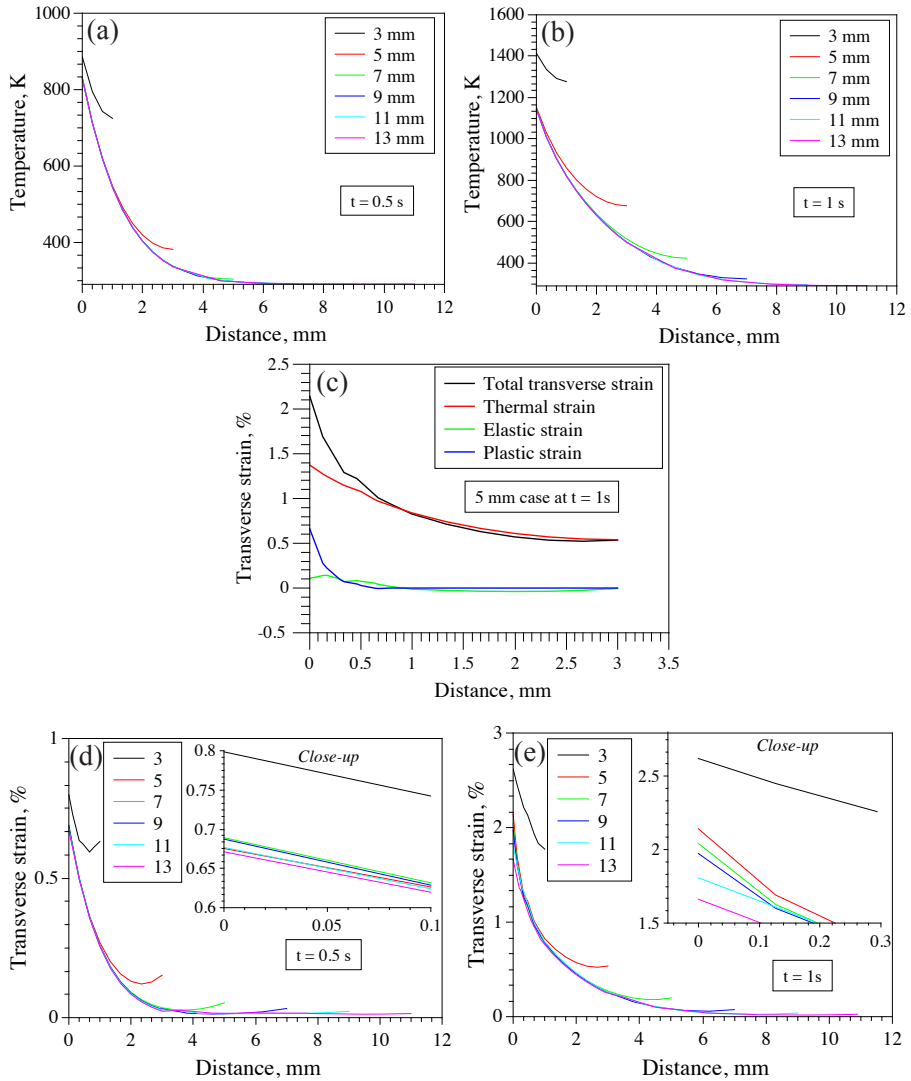 (a)
1000
800
600
400
Temperature, K
3 mm
5 mm
7 mm
9 mm
11 mm
13 mm
t = 0.5 s
0 2 4 6 8 10 12
Distance, mm
(b)
1600
1400
1200
1000
800
600
400
Temperature, K
3 mm
5 mm
7 mm
9 mm
11 mm
13 mm
t = 1 s
0 2 4 6 8 10 12
Distance, mm
(c)
2.5
2
1.5
1
0.5
0
-0.5
Transverse strain, %
Total transverse strain
Thermal strain
Elastic strain
Plastic strain
5 mm case at t = 1s
0 0.5 1 1.5 2 2.5 3 3.5
Distance, mm
(d)
1
0.5
0
Transverse strain, %
3
5
7
9
11
13
Close-up
0.8
0.75
0.7
0.65
0.6
0 0.05 0.1
t = 0.5 s
0 2 4 6 8 10 12
Distance, mm
(e)
3
2
1
0
Transverse strain, %
3
5
7
9
11
13
Close-up
2.5
2
1.5
0 0.1 0.2 0.3
t = 1s
0 2 4 6 8 10 12
Distance, mm